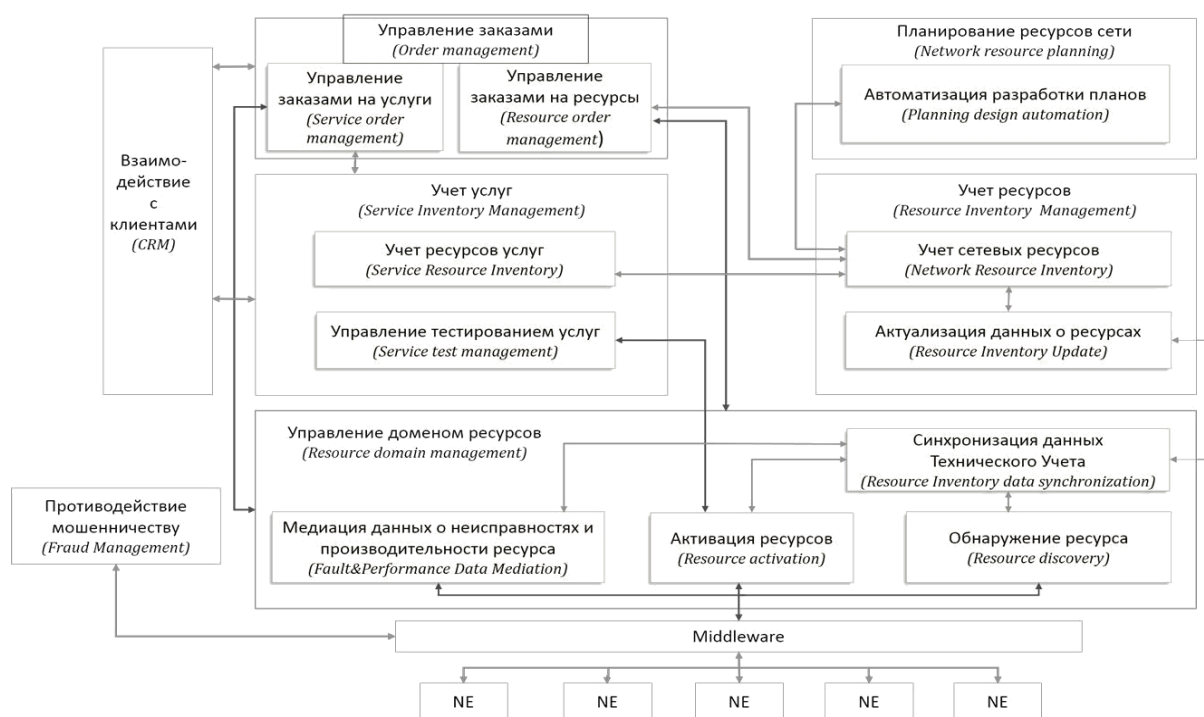 Управление заказами
(Order management)
Управление
заказами на услуги
(Service order
management)
Управление
заказами на ресурсы
(Resource order
management)
Планирование ресурсов сети
(Network resource planning)
Автоматизация разработки планов
(Planning design automation)
Взаимо-
действие
с
клиентами
(CRM)
Учет услуг
(Service Inventory Management)
Учет ресурсов услуг
(Service Resource Inventory)
Управление тестированием услуг
(Service test management)
Учет ресурсов
(Resource Inventory Management)
Учет сетевых ресурсов
(Network Resource Inventory)
Актуализация данных о ресурсах
(Resource Inventory Update)
Управление доменом ресурсов
(Resource domain management)
Синхронизация данных
Технического Учета
(Resource Inventory data synchronization)
Противодействие
мошенничеству
(Fraud Management)
Медиация данных о неисправностях и
производительности ресурса
(Fault&Performance Data Mediation)
Активация ресурсов
(Resource activation)
Обнаружение ресурса
(Resource discovery)
Middleware
NE
NE
NE
NE
NE